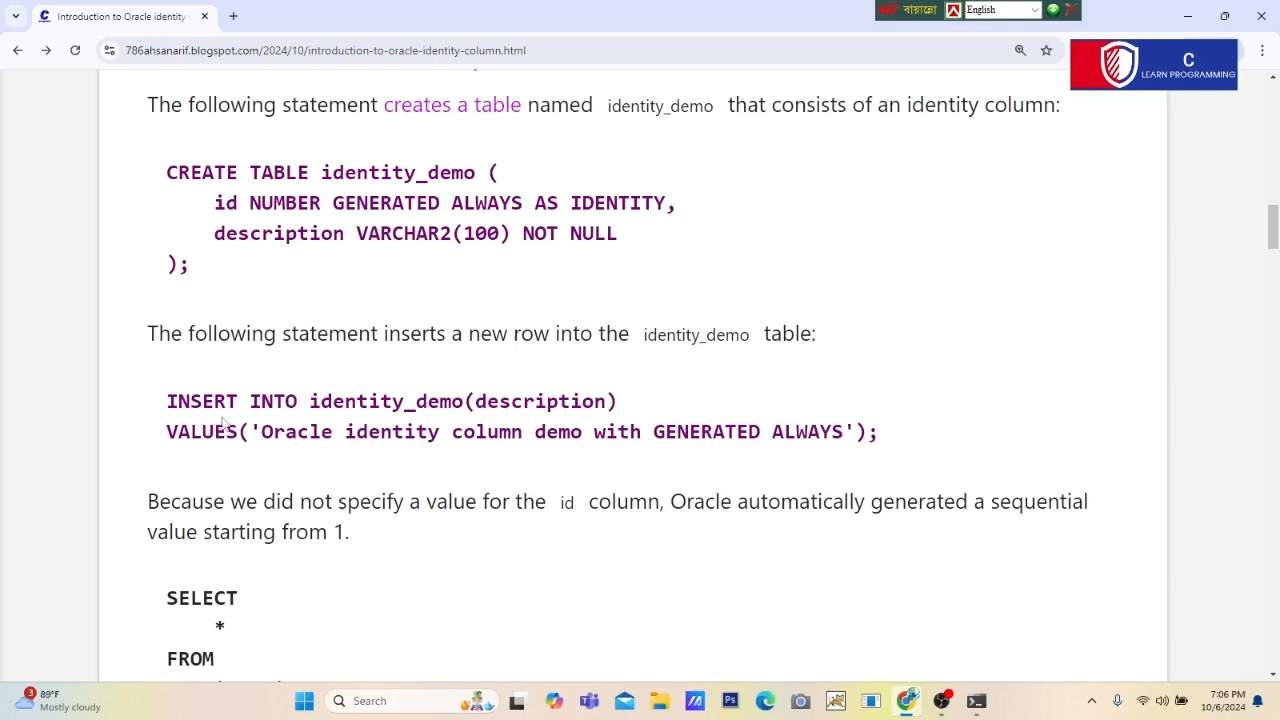 Introduction to Oracle identity
বায়ান্নো
English
786ahsanarif.blogspot.com/2024/10/introduction-to-oracle-identity-column.html
C
LEARN PROGRAMMING
The following statement creates a table named identity_demo that consists of an identity column:
CREATE TABLE identity_demo (
id NUMBER GENERATED ALWAYS AS IDENTITY,
description VARCHAR2(100) NOT NULL
);
The following statement inserts a new row into the identity_demo table:
INSERT INTO identity_demo(description)
VALUES('Oracle identity column demo with GENERATED ALWAYS');
Because we did not specify a value for the id column, Oracle automatically generated a sequential
value starting from 1.
SELECT
*
FROM
3
89°F
Mostly cloudy
Search
7:06 PM
10/6/2024